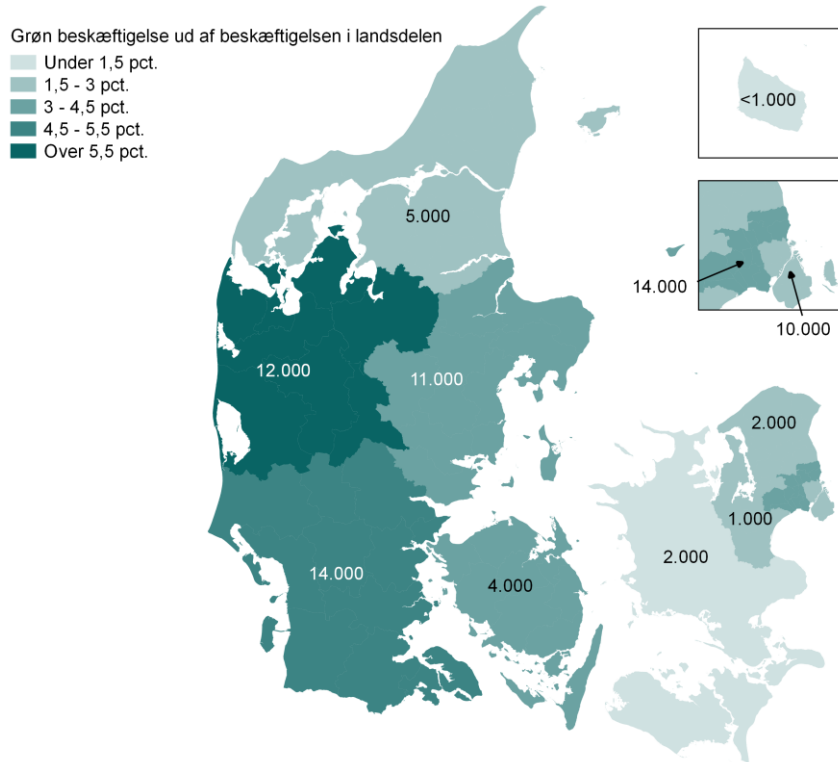 Grøn beskæftigelse ud af beskæftigelsen i landsdelen
Under 1,5 pct.
1,5 - 3 pct.
3 - 4,5 pct.
4,5 - 5,5 pct.
Over 5,5 pct.
<1.000
5.000
14.000
10.000
12.000
11.000
2.000
1.000
2.000
14.000
4.000